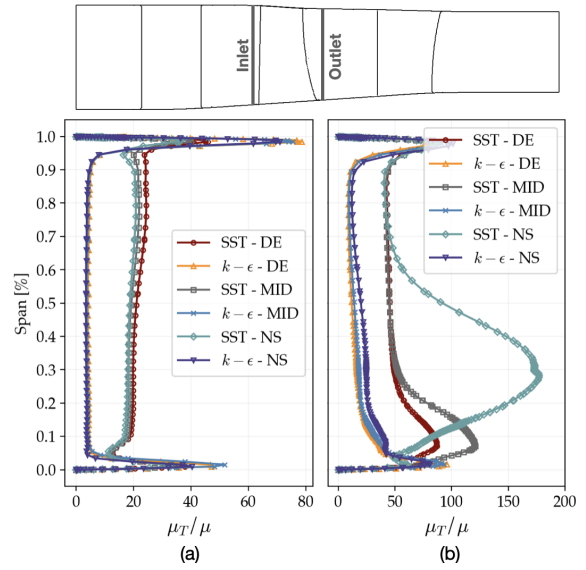 Inlet
Outlet
Span [%]
1.0
0.9
0.8
0.7
0.6
0.5
0.4
0.3
0.2
0.1
0.0
SST - DE
k − ϵ - DE
SST - MID
k − ϵ - MID
SST - NS
k − ϵ - NS
0
20
40
60
80
μ_T/μ
(a)
SST - DE
k − ϵ - DE
SST - MID
k − ϵ - MID
SST - NS
k − ϵ - NS
0
50
100
150
200
μ_T/μ
(b)